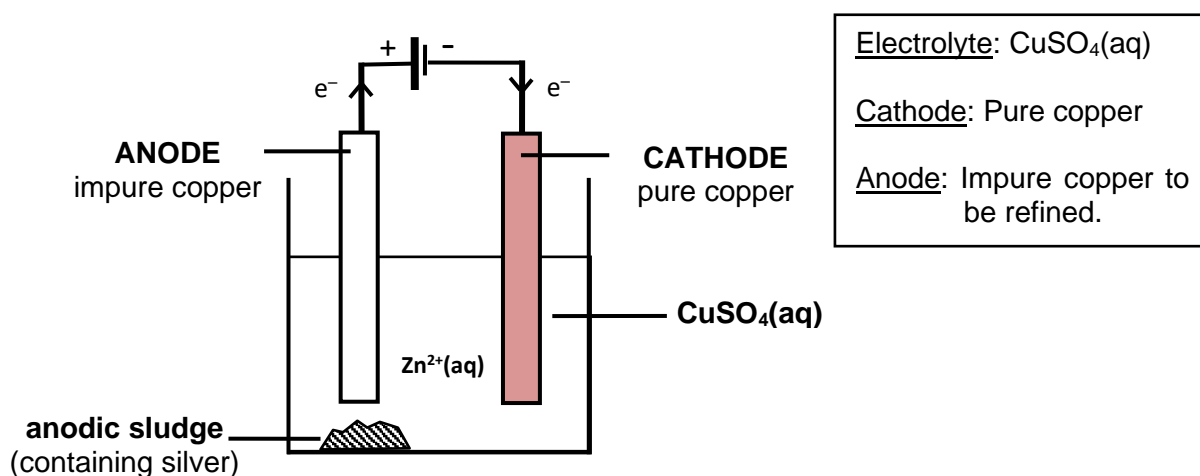 + -
e⁻ e⁻
ANODE
impure copper
CATHODE
pure copper
CuSO₄(aq)
Zn²⁺(aq)
anodic sludge
(containing silver)
Electrolyte: CuSO₄(aq)
Cathode: Pure copper
Anode: Impure copper to
be refined.